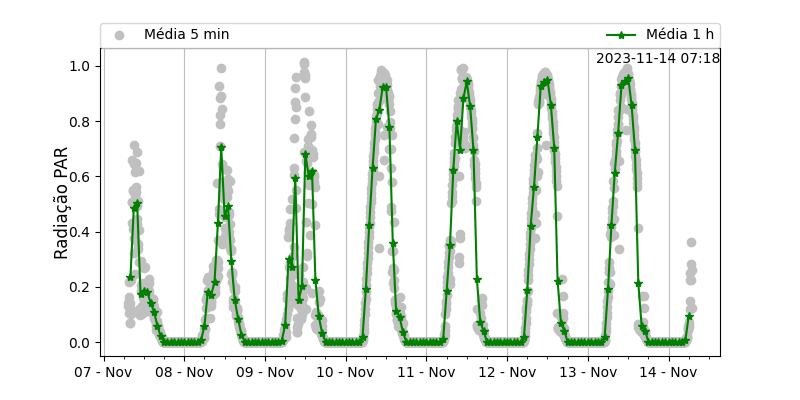 Média 5 min
Média 1 h
2023-11-14 07:18
Radiação PAR
1.0
0.8
0.6
0.4
0.2
0.0
07 - Nov
08 - Nov
09 - Nov
10 - Nov
11 - Nov
12 - Nov
13 - Nov
14 - Nov